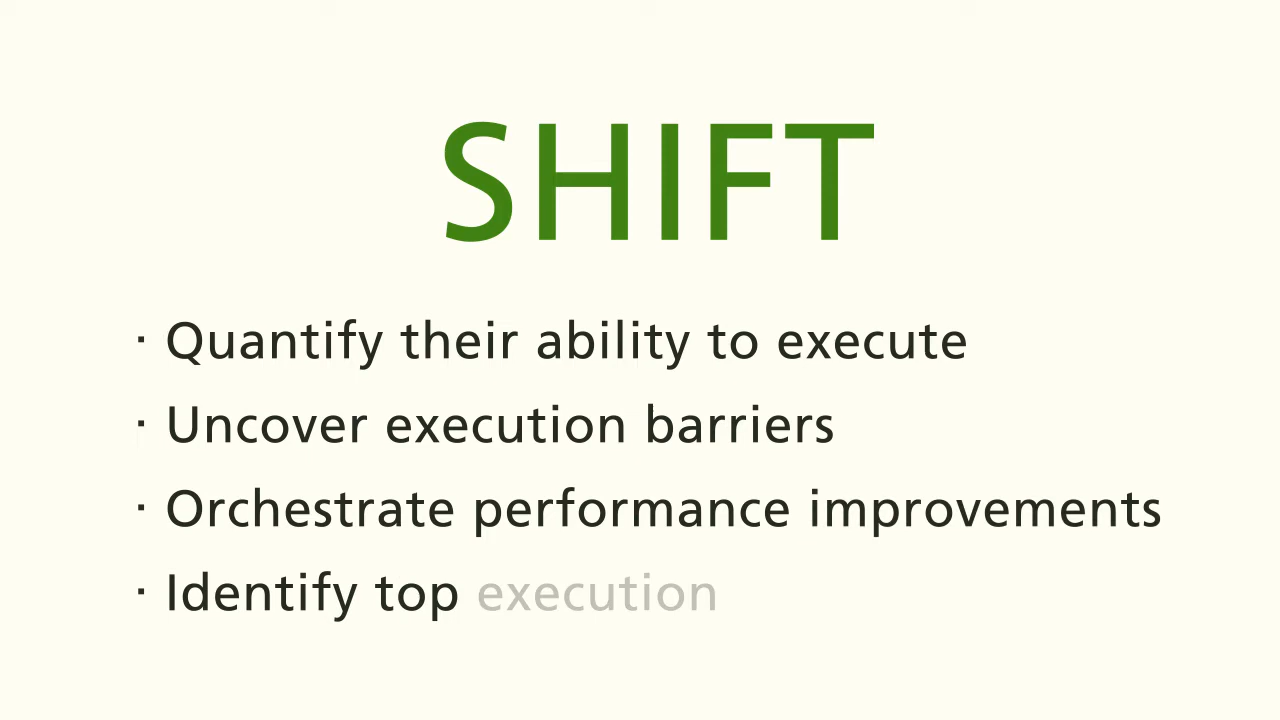 SHIFT
· Quantify their ability to execute
· Uncover execution barriers
· Orchestrate performance improvements
· Identify top execution